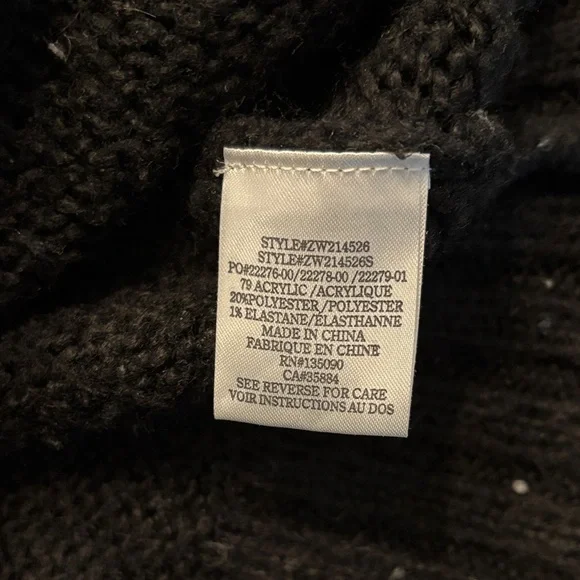 STYLE#ZW214526
STYLE#ZW214526S
PO#22276-00/22278-00 /22279-01
79 ACRYLIC /ACRYLIQUE
20%POLYESTER /POLYESTER
1% ELASTANE/ÉLASTHANNE
MADE IN CHINA
FABRIQUE EN CHINE
RN#135090
CA#35884
SEE REVERSE FOR CARE
VOIR INSTRUCTIONS AU DOS